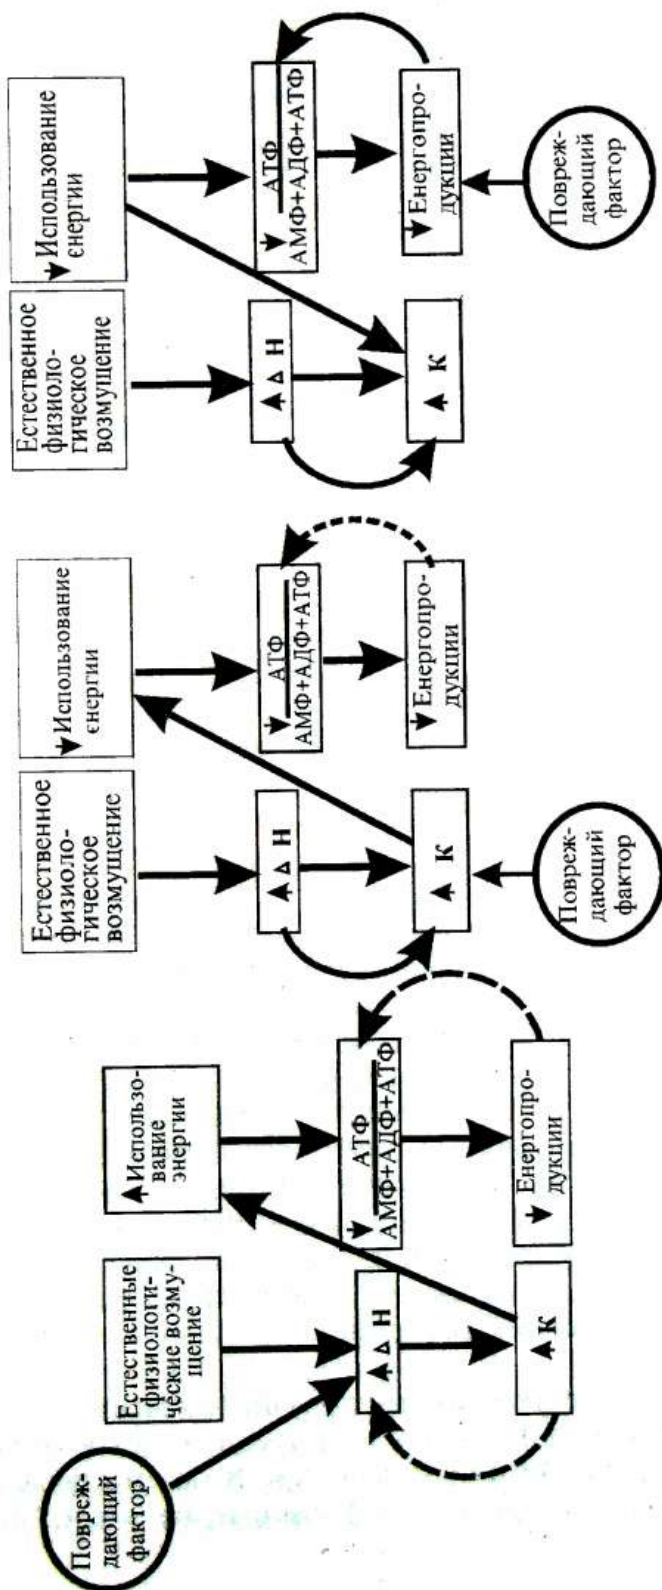 Повреж-
дающий
фактор
Естественные
физиологи-
ческие возму-
щение
↑ Использо-
вание
энергии
↑ Δ Н
↓ АТФ
АМФ+АДФ+АТФ
↑ К
↓ Енергопро-
дукции
Естественное
физиоло-
гическое
возмущение
↓ Использование
єнергии
↑ Δ Н
↓ АТФ
АМФ+АДФ+АТФ
↑ К
↓ Енергопро-
дукции
Повреж-
дающий
фактор
Естественное
физиоло-
гическое
возмущение
↓ Использование
єнергии
↑ Δ Н
↓ АТФ
АМФ+АДФ+АТФ
↑ К
↓ Енергопро-
дукции
Повреж-
дающий
фактор